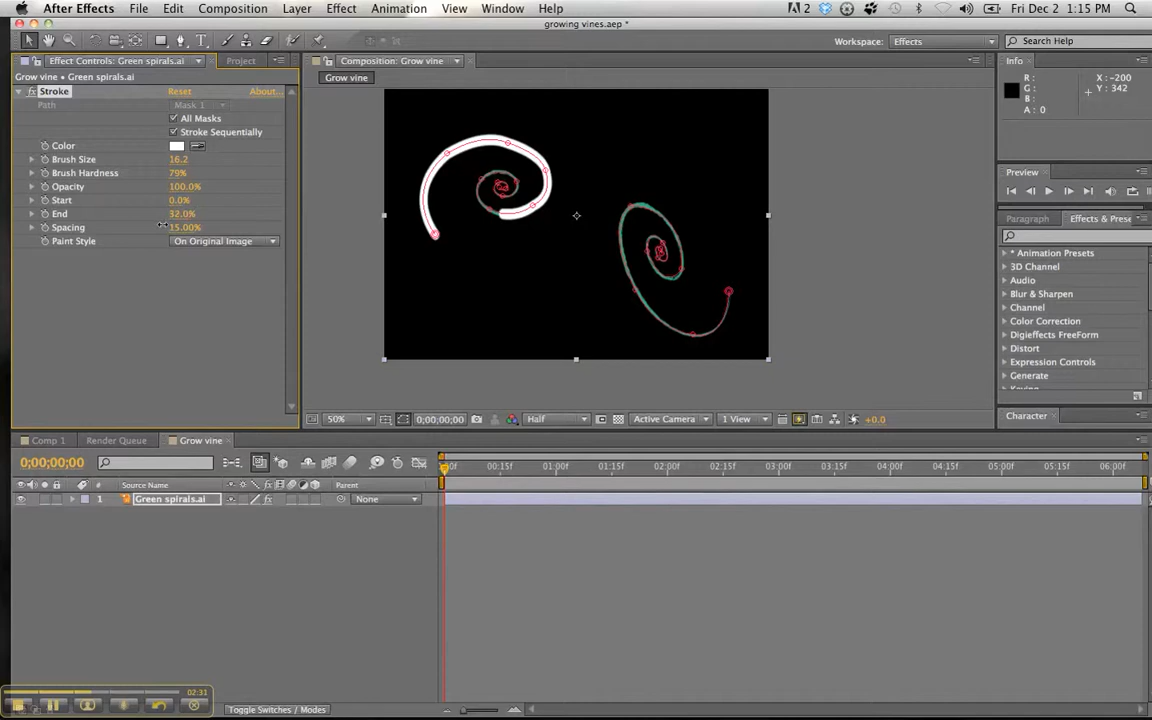 After Effects File Edit Composition Layer Effect Animation View Window Help 2 Fri Dec 2 1:15 PM
growing vines.aep *
Workspace: Effects Search Help
Effect Controls: Green spirals.ai Project Composition: Grow vine Info
Grow vine • Green spirals.ai Grow vine
fx Stroke Reset About...
Path Mask 1
All Masks
Stroke Sequentially
Color
Brush Size 16.2
Brush Hardness 79%
Opacity 100.0%
Start 0.0%
End 32.0%
Spacing 15.00%
Paint Style On Original Image
R: X: -200
G: Y: 342
B:
A: 0
Preview
Paragraph Effects & Prese
* Animation Presets
3D Channel
Audio
Blur & Sharpen
Channel
Color Correction
Digieffects FreeForm
Distort
Expression Controls
Generate
Character
50% 0;00;00;00 Half Active Camera 1 View +0.0
Comp 1 Render Queue Grow vine
0;00;00;00
00f 00:15f 01:00f 01:15f 02:00f 02:15f 03:00f 03:15f 04:00f 04:15f 05:00f 05:15f 06:00f
# Source Name fx Parent
1 Green spirals.ai fx None
02:31
Toggle Switches / Modes